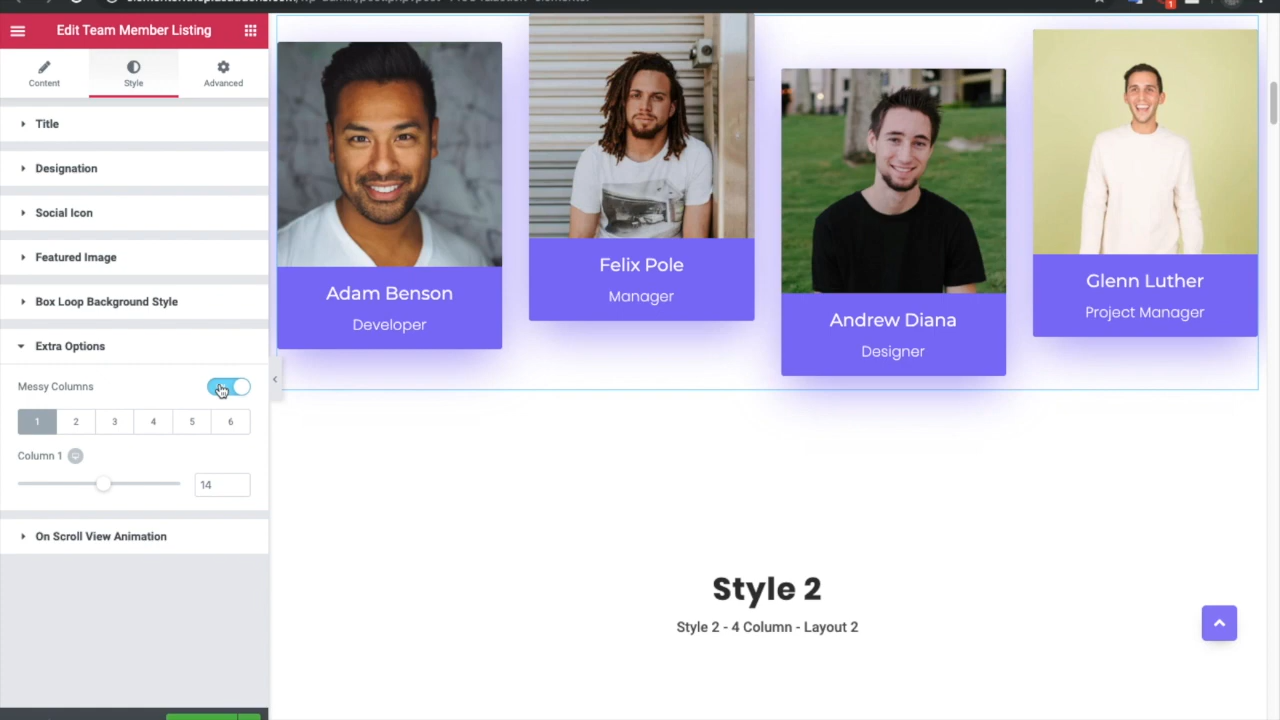 Edit Team Member Listing
Content
Style
Advanced
Title
Designation
Social Icon
Featured Image
Box Loop Background Style
Extra Options
Messy Columns
1 2 3 4 5 6
Column 1
14
On Scroll View Animation
Adam Benson
Developer
Felix Pole
Manager
Andrew Diana
Designer
Glenn Luther
Project Manager
Style 2
Style 2 - 4 Column - Layout 2
1